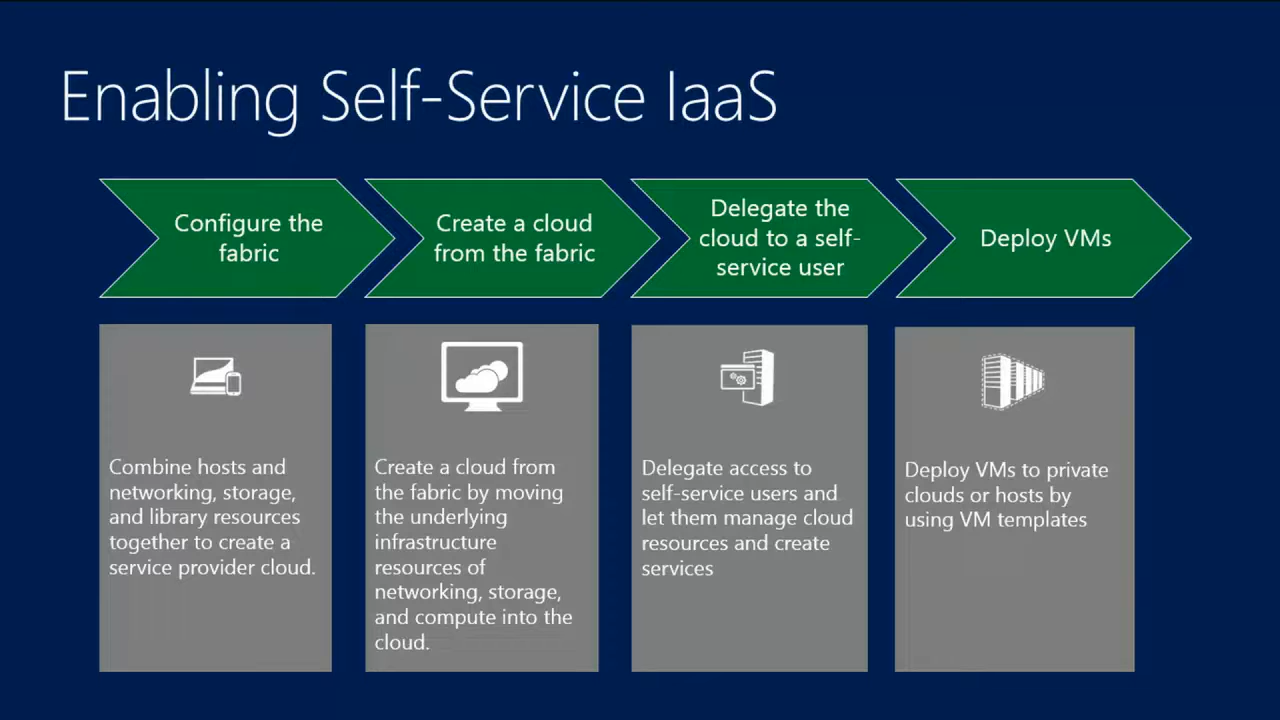 Enabling Self-Service IaaS
Configure the
fabric
Create a cloud
from the fabric
Delegate the
cloud to a self-
service user
Deploy VMs
Combine hosts and
networking, storage,
and library resources
together to create a
service provider cloud.
Create a cloud from
the fabric by moving
the underlying
infrastructure
resources of
networking, storage,
and compute into the
cloud.
Delegate access to
self-service users and
let them manage cloud
resources and create
services
Deploy VMs to private
clouds or hosts by
using VM templates